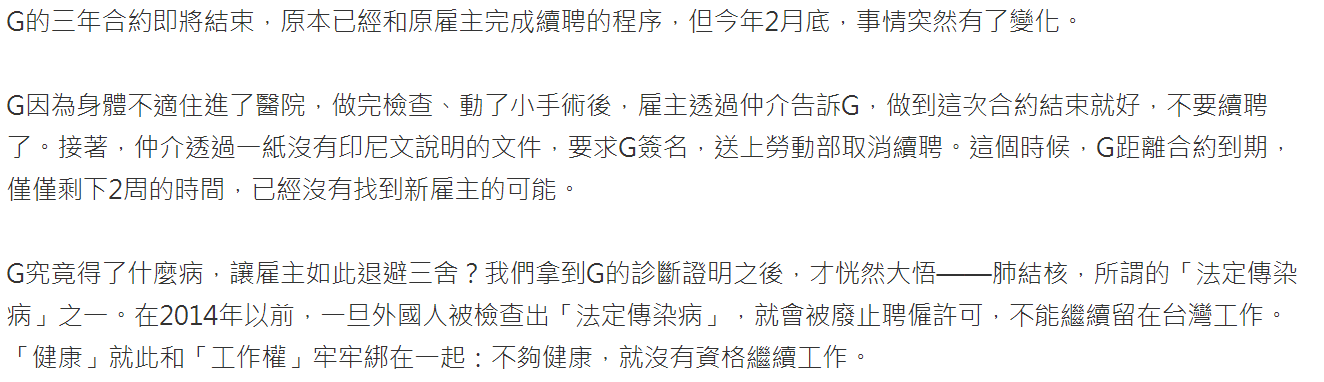 G的三年合約即將結束，原本已經和原雇主完成續聘的程序，但今年2月底，事情突然有了變化。
G因為身體不適住進了醫院，做完檢查、動了小手術後，雇主透過仲介告訴G，做到這次合約結束就好，不要續聘
了。接著，仲介透過一紙沒有印尼文說明的文件，要求G簽名，送上勞動部取消續聘。這個時候，G距離合約到期，
僅僅剩下2周的時間，已經沒有找到新雇主的可能。
G究竟得了什麼病，讓雇主如此退避三舍？我們拿到G的診斷證明之後，才恍然大悟——肺結核，所謂的「法定傳染
病」之一。在2014年以前，一旦外國人被檢查出「法定傳染病」，就會被廢止聘僱許可，不能繼續留在台灣工作。
「健康」就此和「工作權」牢牢綁在一起：不夠健康，就沒有資格繼續工作。